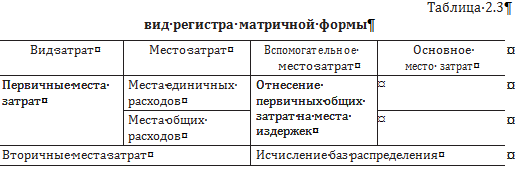 Таблица 2.3
вид регистра матричной формы
Вид затрат Место затрат Вспомогательное место затрат Основное место затрат
Первичные места затрат
Места единичных расходов
Отнесение первичных общих затрат на места издержек
Места общих расходов
Вторичные места затрат Исчисление баз распределения